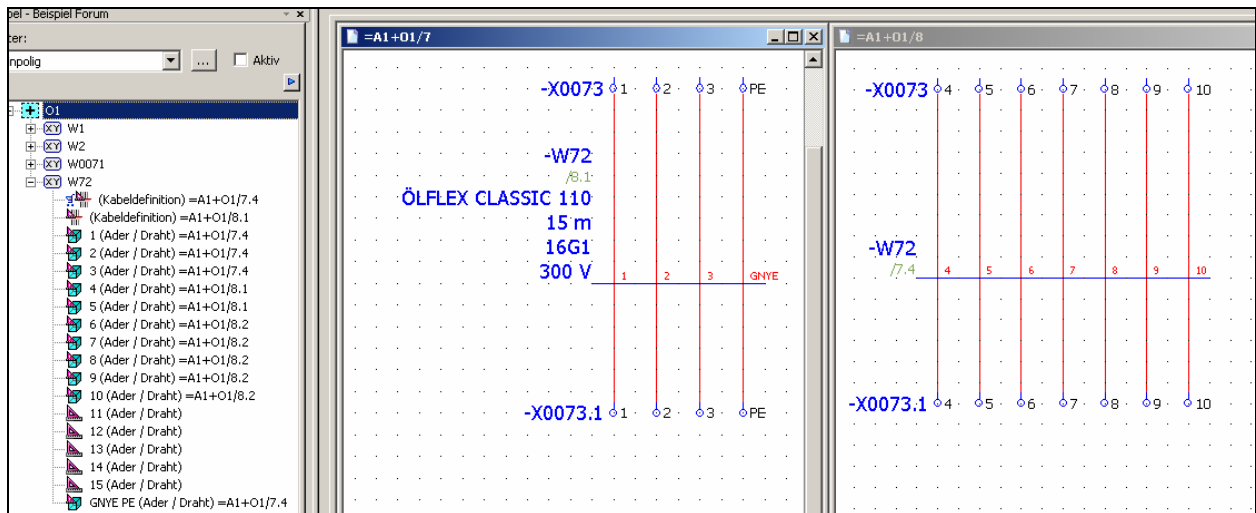 bel - Beispiel Forum
ter:
npolig
...
Aktiv
O1
W1
W2
W0071
W72
(Kabeldefinition) =A1+O1/7.4
(Kabeldefinition) =A1+O1/8.1
1 (Ader / Draht) =A1+O1/7.4
2 (Ader / Draht) =A1+O1/7.4
3 (Ader / Draht) =A1+O1/7.4
4 (Ader / Draht) =A1+O1/8.1
5 (Ader / Draht) =A1+O1/8.1
6 (Ader / Draht) =A1+O1/8.2
7 (Ader / Draht) =A1+O1/8.2
8 (Ader / Draht) =A1+O1/8.2
9 (Ader / Draht) =A1+O1/8.2
10 (Ader / Draht) =A1+O1/8.2
11 (Ader / Draht)
12 (Ader / Draht)
13 (Ader / Draht)
14 (Ader / Draht)
15 (Ader / Draht)
GNYE PE (Ader / Draht) =A1+O1/7.4
=A1+O1/7
-X0073 1 2 3 PE
-W72
/8.1
ÖLFLEX CLASSIC 110
15 m
16G1
300 V 1 2 3 GNYE
-X0073.1 1 2 3 PE
=A1+O1/8
-X0073 4 5 6 7 8 9 10
-W72
/7.4 4 5 6 7 8 9 10
-X0073.1 4 5 6 7 8 9 10